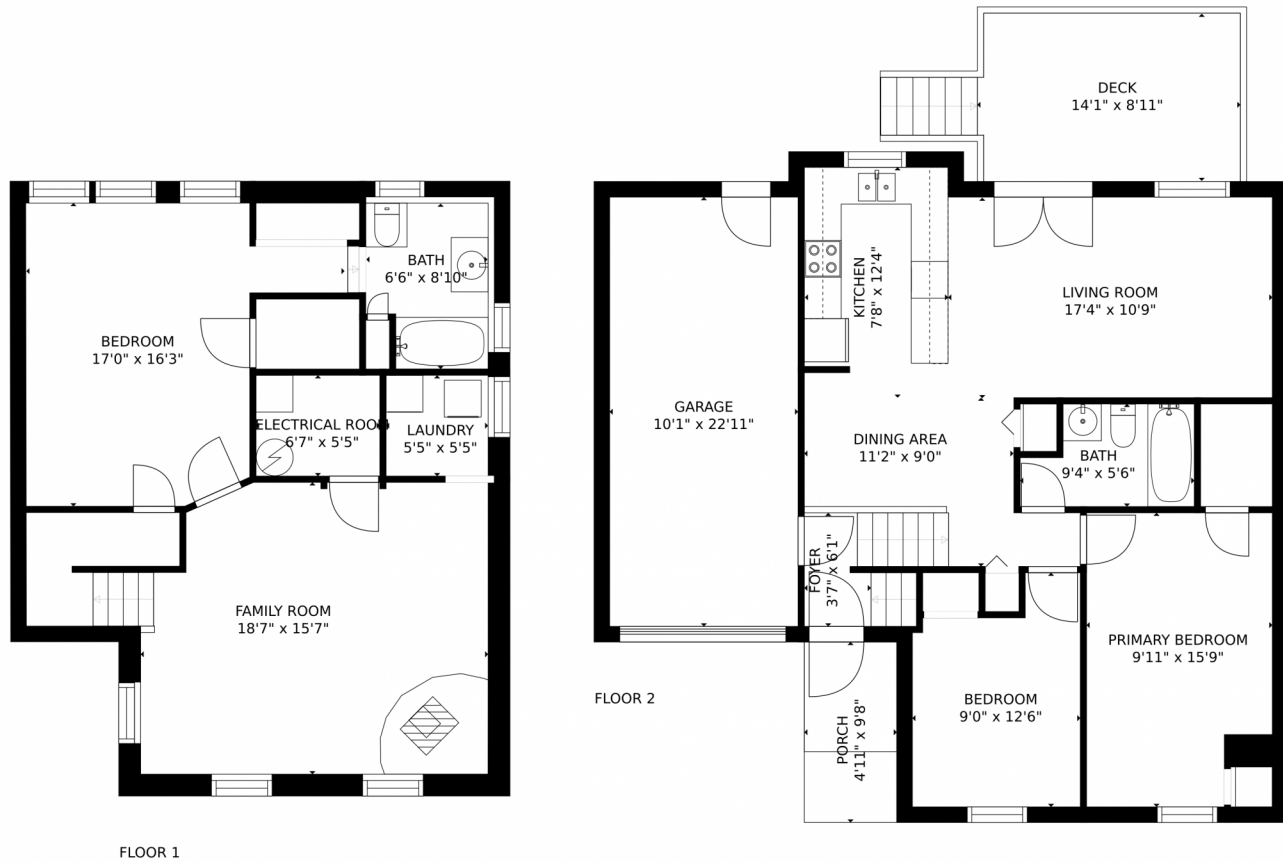 BEDROOM
17'0" x 16'3"
BATH
6'6" x 8'10"
ELECTRICAL ROOM
6'7" x 5'5"
LAUNDRY
5'5" x 5'5"
FAMILY ROOM
18'7" x 15'7"
FLOOR 1
DECK
14'1" x 8'11"
KITCHEN
7'8" x 12'4"
LIVING ROOM
17'4" x 10'9"
GARAGE
10'1" x 22'11"
DINING AREA
11'2" x 9'0"
BATH
9'4" x 5'6"
FOYER
3'7" x 6'1"
PRIMARY BEDROOM
9'11" x 15'9"
BEDROOM
9'0" x 12'6"
PORCH
4'11" x 9'8"
FLOOR 2